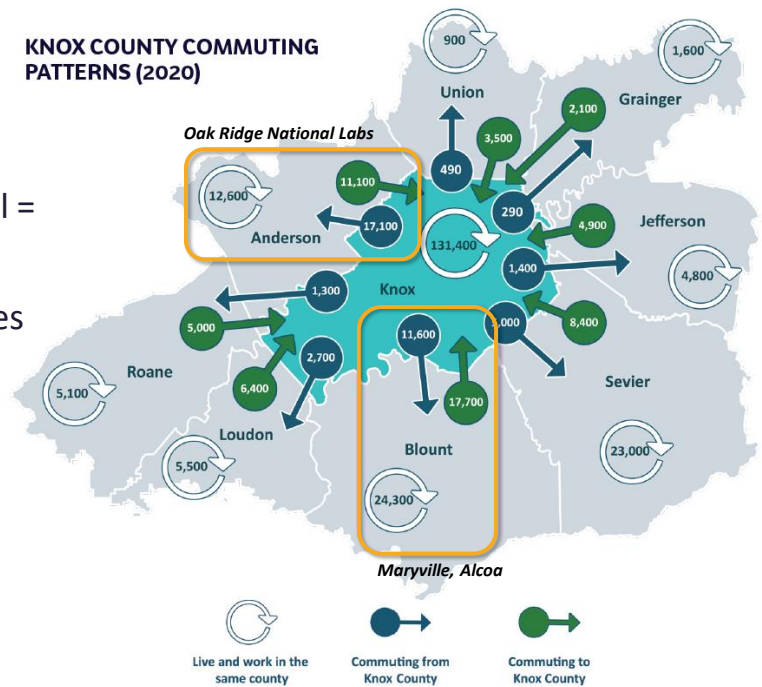 KNOX COUNTY COMMUTING
PATTERNS (2020)
900
Union
1,600
Grainger
2,100
3,500
490
290
Oak Ridge National Labs
11,100
12,600
17,100
Anderson
l =
131,400
4,900
Jefferson
1,400
4,800
Knox
1,300
es
5,000
11,600
,000
8,400
2,700
Roane
5,100
6,400
17,700
Sevier
Loudon
Blount
5,500
23,000
24,300
Maryville, Alcoa
Live and work in the
same county
Commuting from
Knox County
Commuting to
Knox County